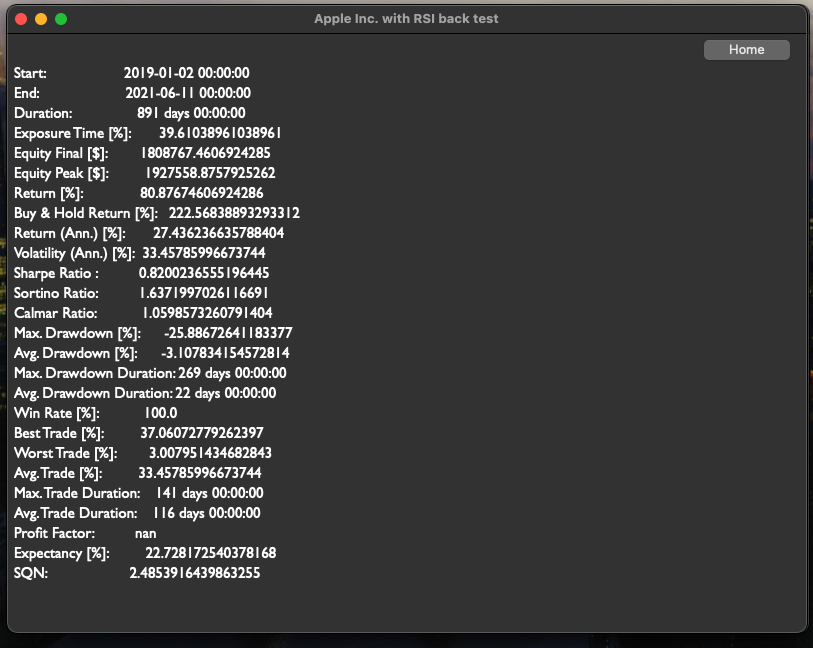 Apple Inc. with RSI back test
Home
Start: 2019-01-02 00:00:00
End: 2021-06-11 00:00:00
Duration: 891 days 00:00:00
Exposure Time [%]: 39.61038961038961
Equity Final [$]: 1808767.4606924285
Equity Peak [$]: 1927558.8757925262
Return [%]: 80.87674606924286
Buy & Hold Return [%]: 222.56838893293312
Return (Ann.) [%]: 27.436236635788404
Volatility (Ann.) [%]: 33.45785996673744
Sharpe Ratio : 0.8200236555196445
Sortino Ratio: 1.6371997026116691
Calmar Ratio: 1.0598573260791404
Max. Drawdown [%]: -25.88672641183377
Avg. Drawdown [%]: -3.107834154572814
Max. Drawdown Duration: 269 days 00:00:00
Avg. Drawdown Duration: 22 days 00:00:00
Win Rate [%]: 100.0
Best Trade [%]: 37.06072779262397
Worst Trade [%]: 3.007951434682843
Avg. Trade [%]: 33.45785996673744
Max. Trade Duration: 141 days 00:00:00
Avg. Trade Duration: 116 days 00:00:00
Profit Factor: nan
Expectancy [%]: 22.728172540378168
SQN: 2.4853916439863255